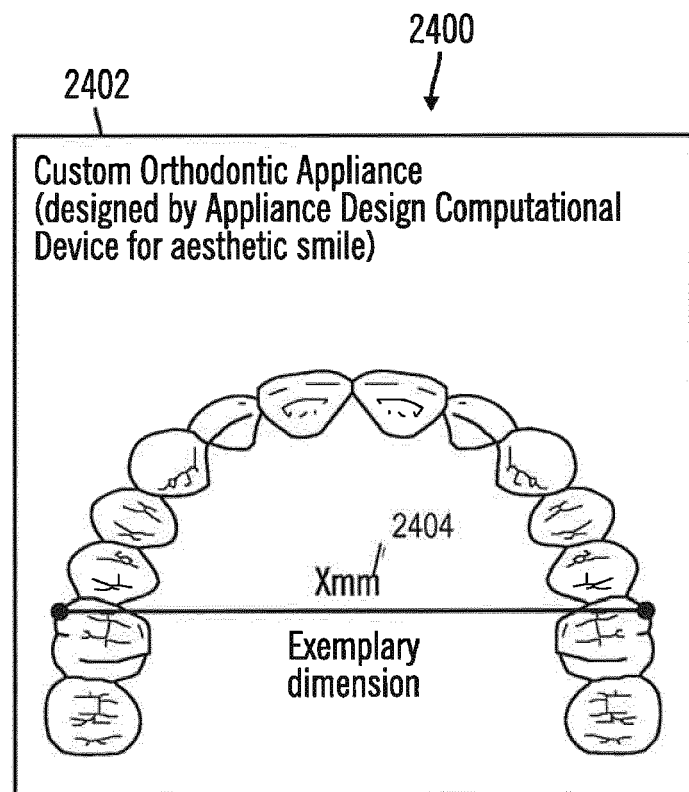 2400
2402
Custom Orthodontic Appliance
(designed by Appliance Design Computational
Device for aesthetic smile)
2404
Xmm
Exemplary
dimension